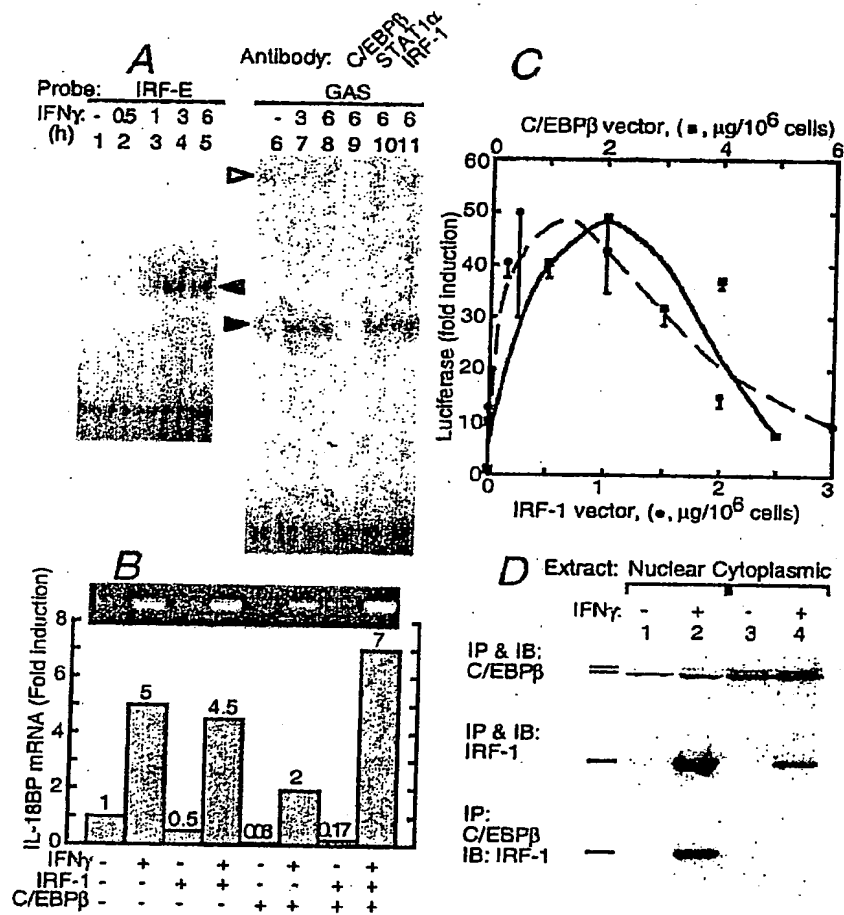 A
Antibody: C/EBPβ STAT1α IRF-1
Probe: IRF-E
GAS
IFNγ: - 0.5 1 3 6
(h) 1 2 3 4 5
- 3 6 6 6 6
6 7 8 9 10 11
B
IL-18BP mRNA (Fold induction)
8
6
4
2
0
1
5
0.5
4.5
0.03
2
0.17
7
IFNγ - + - + - + - +
IRF-1 - - + + - - + +
C/EBPβ - - - - + + + +
C
C/EBPβ vector, (▪, μg/10⁶ cells)
0 2 4 6
Luciferase (fold induction)
60
50
40
30
20
10
0
0 1 2 3
IRF-1 vector, (•, μg/10⁶ cells)
D
Extract: Nuclear Cytoplasmic
IFNγ: - + - +
1 2 3 4
IP & IB:
C/EBPβ
IP & IB:
IRF-1
IP:
C/EBPβ
IB: IRF-1